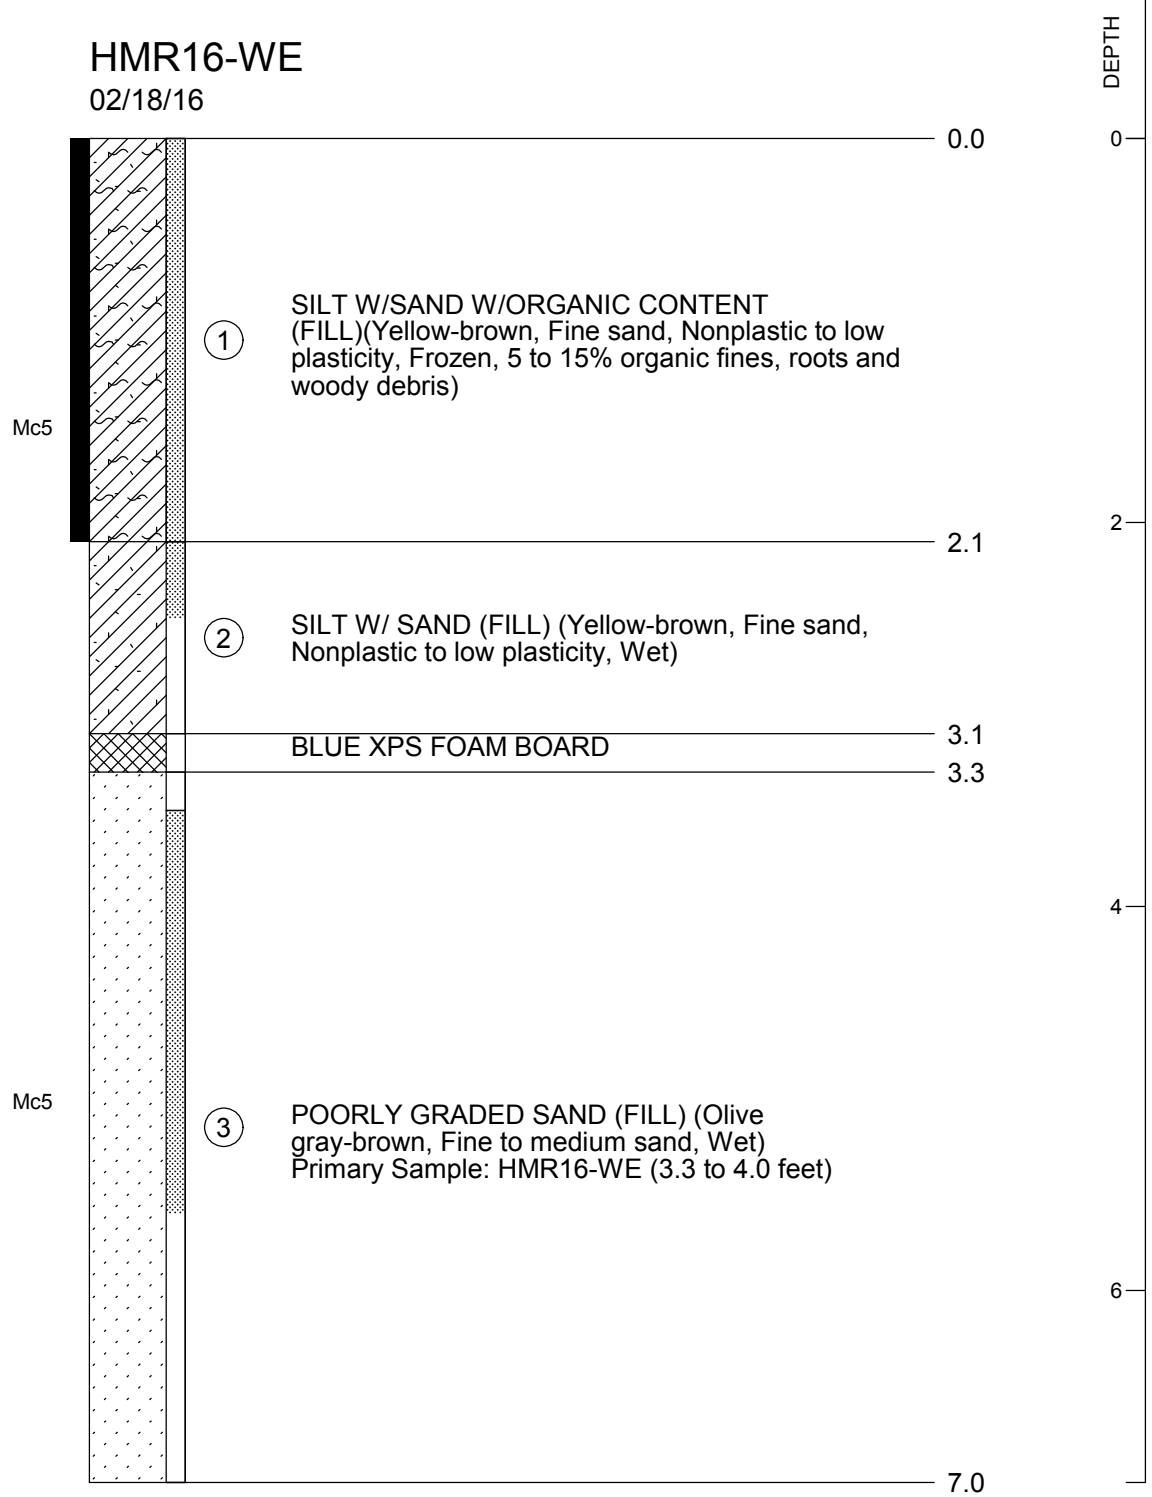 DEPTH
HMR16-WE
02/18/16
0.0
0
SILT W/SAND W/ORGANIC CONTENT
(FILL)(Yellow-brown, Fine sand, Nonplastic to low
1
plasticity, Frozen, 5 to 15% organic fines, roots and
woody debris)
Mc5
2
2.1
SILT W/ SAND (FILL) (Yellow-brown, Fine sand,
2
Nonplastic to low plasticity, Wet)
3.1
BLUE XPS FOAM BOARD
3.3
4
Mc5
POORLY GRADED SAND (FILL) (Olive
3
gray-brown, Fine to medium sand, Wet)
Primary Sample: HMR16-WE (3.3 to 4.0 feet)
6
7.0